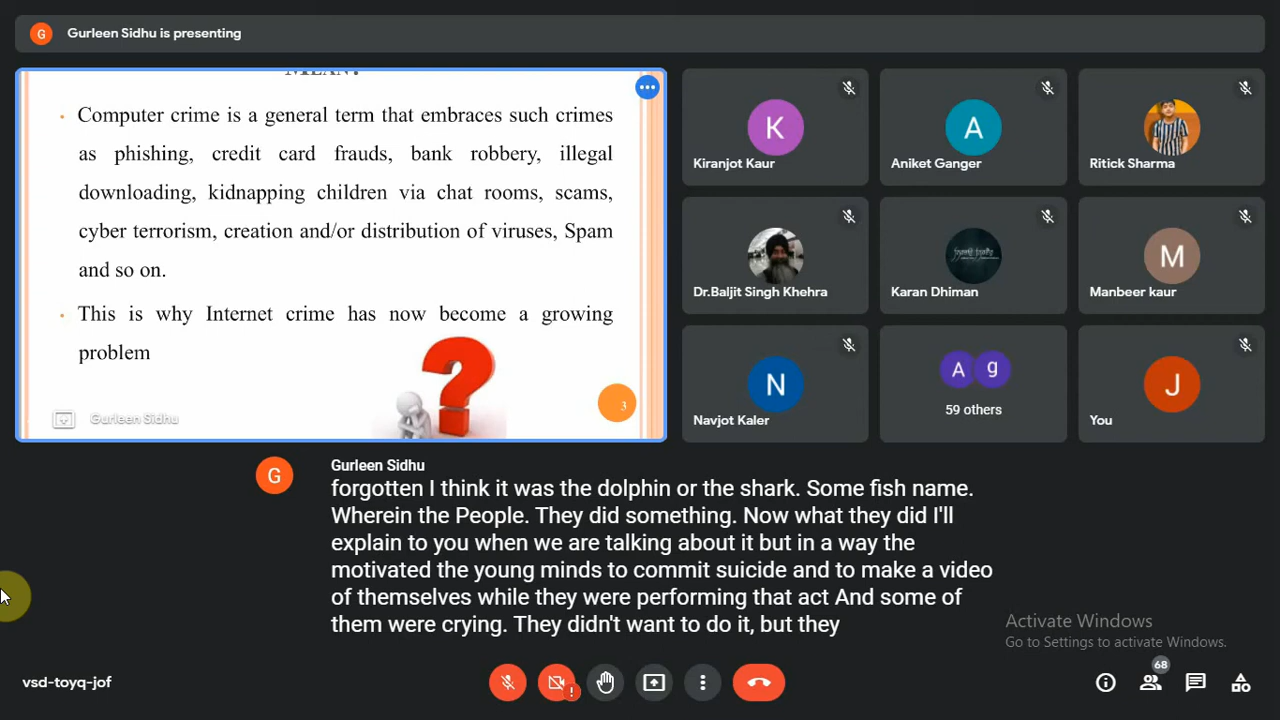 G
Gurleen Sidhu is presenting
MEAN?
Computer crime is a general term that embraces such crimes
as phishing, credit card frauds, bank robbery, illegal
downloading, kidnapping children via chat rooms, scams,
cyber terrorism, creation and/or distribution of viruses, Spam
and so on.
This is why Internet crime has now become a growing
problem
3
Gurleen Sidhu
K
Kiranjot Kaur
A
Aniket Ganger
Ritick Sharma
Dr.Baljit Singh Khehra
Karan Dhiman
M
Manbeer kaur
N
Navjot Kaler
A g
59 others
J
You
G
Gurleen Sidhu
forgotten I think it was the dolphin or the shark. Some fish name.
Wherein the People. They did something. Now what they did I'll
explain to you when we are talking about it but in a way the
motivated the young minds to commit suicide and to make a video
of themselves while they were performing that act And some of
them were crying. They didn't want to do it, but they
Activate Windows
Go to Settings to activate Windows.
vsd-toyq-jof
68